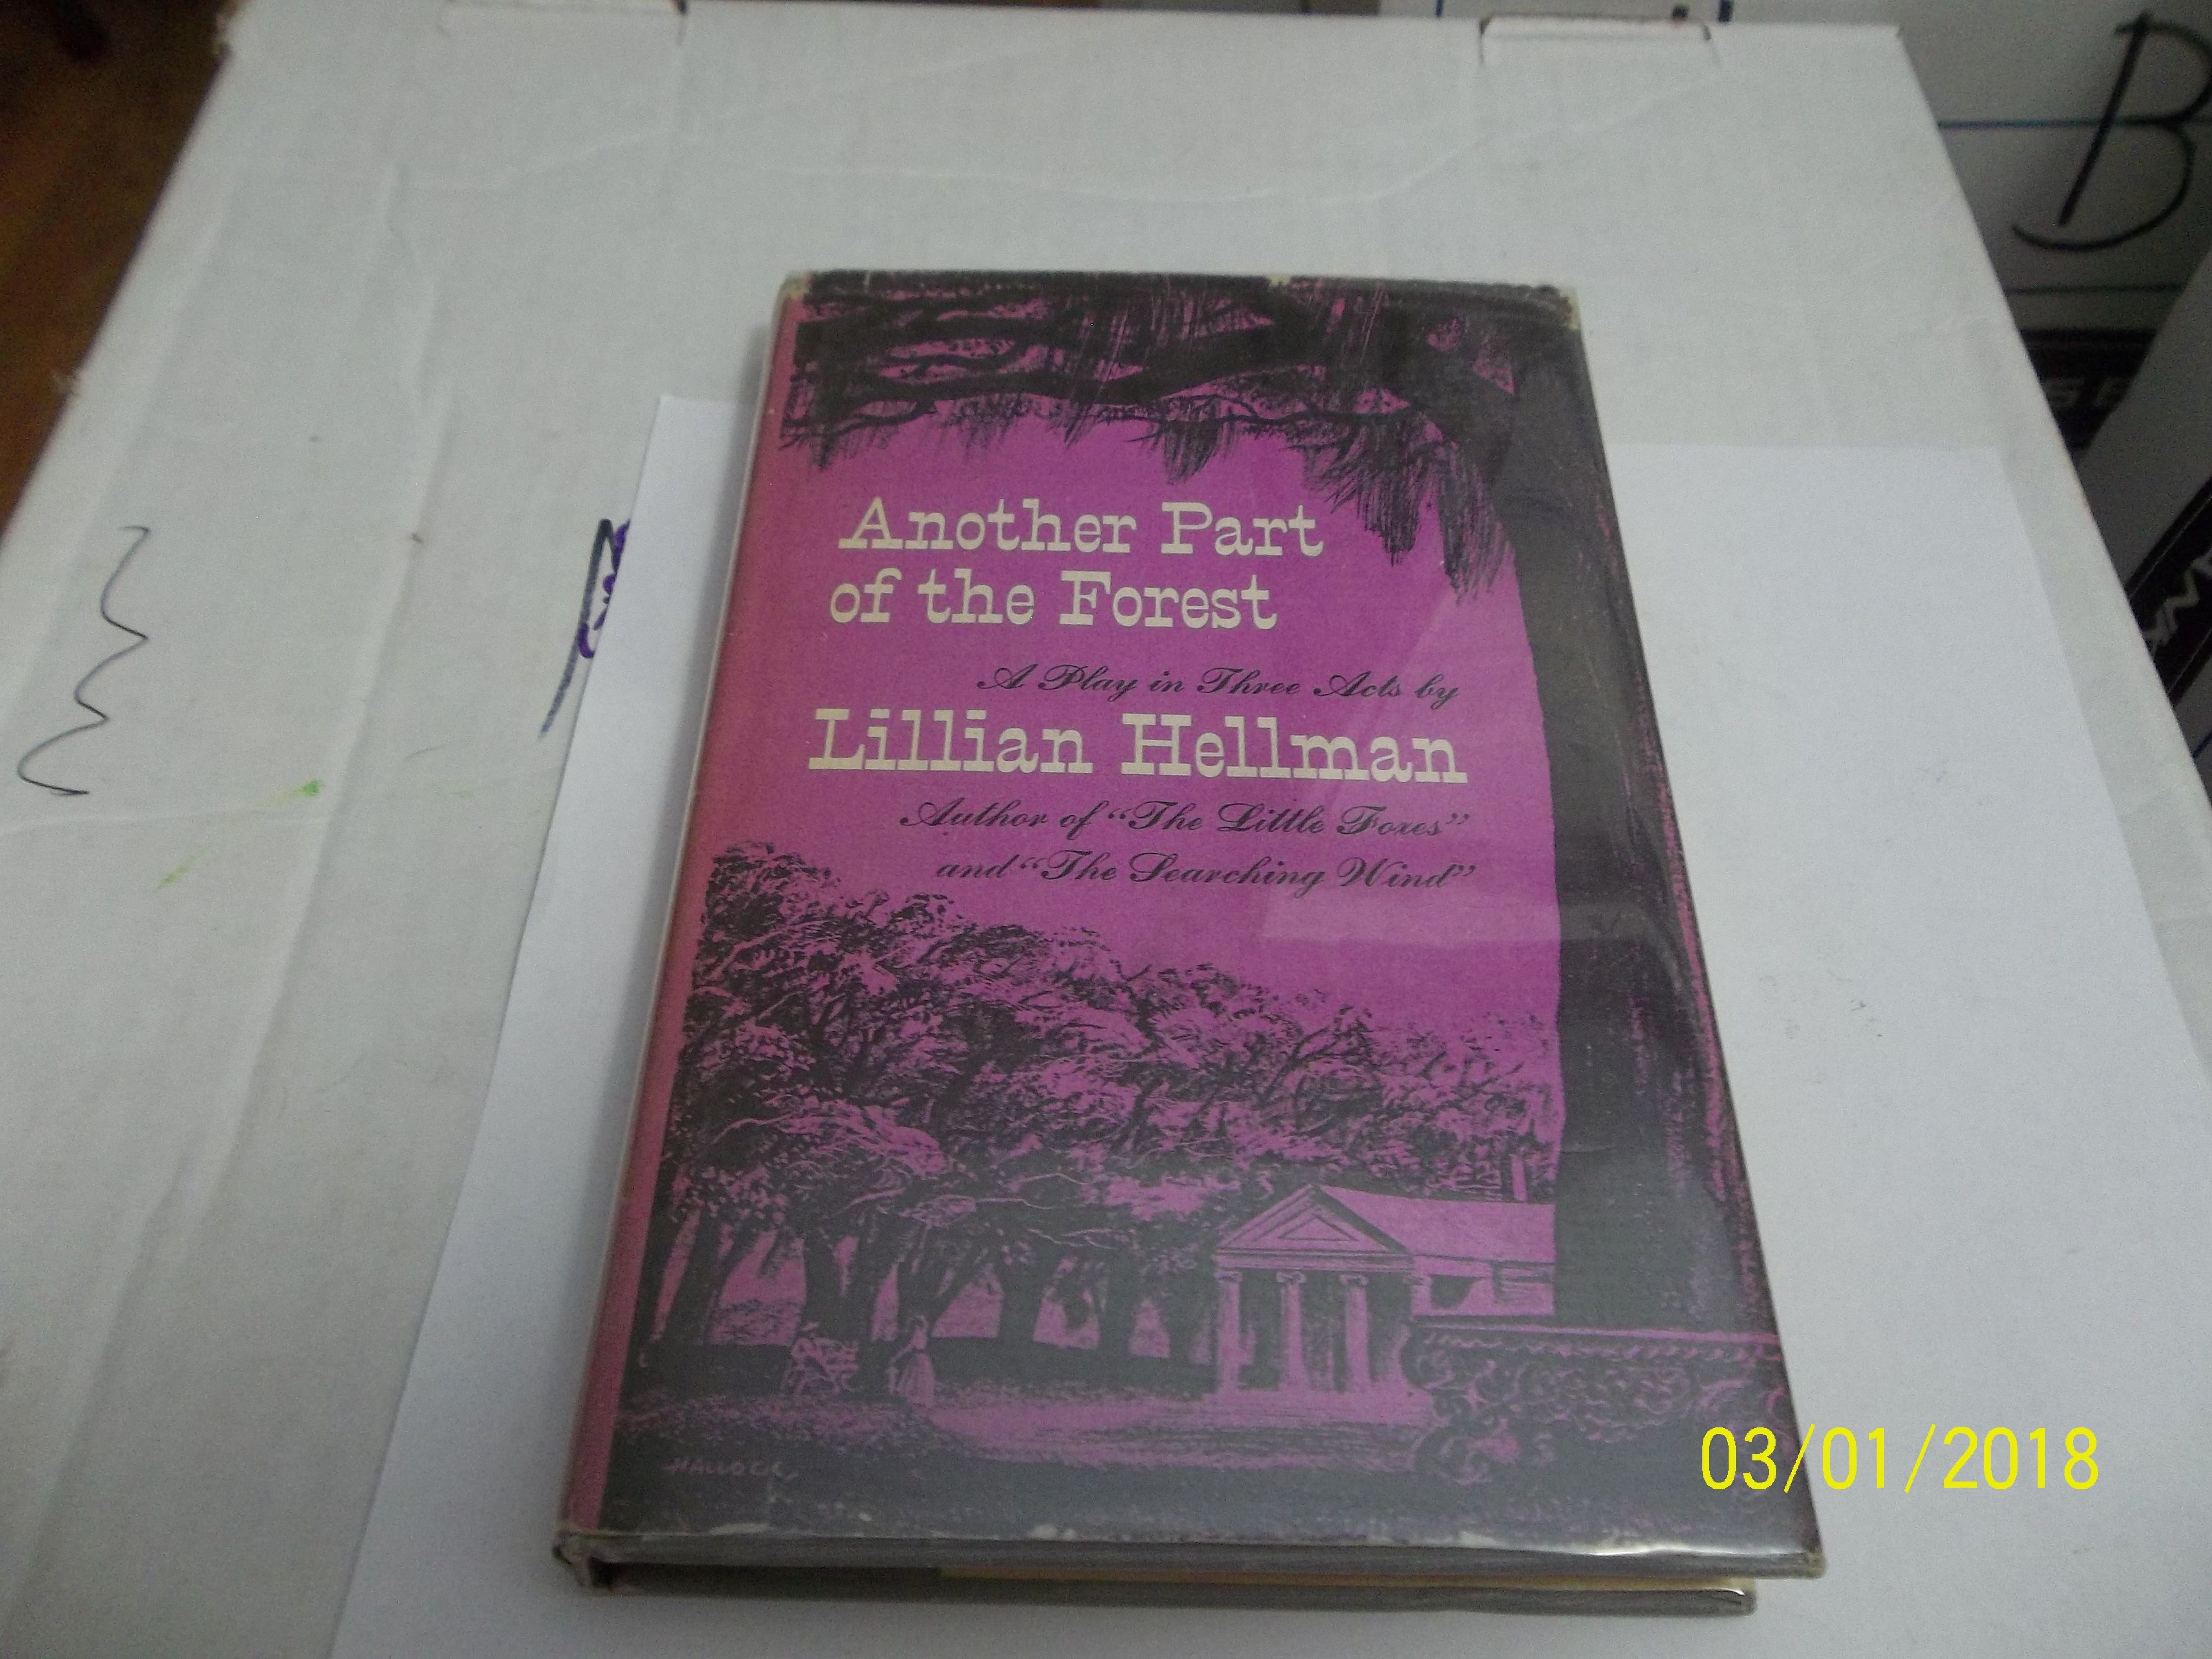 Another Part
of the Forest
A Play in Three Acts by
Lillian Hellman
Author of "The Little Foxes"
and "The Searching Wind"
HALLOCK
B
03/01/2018